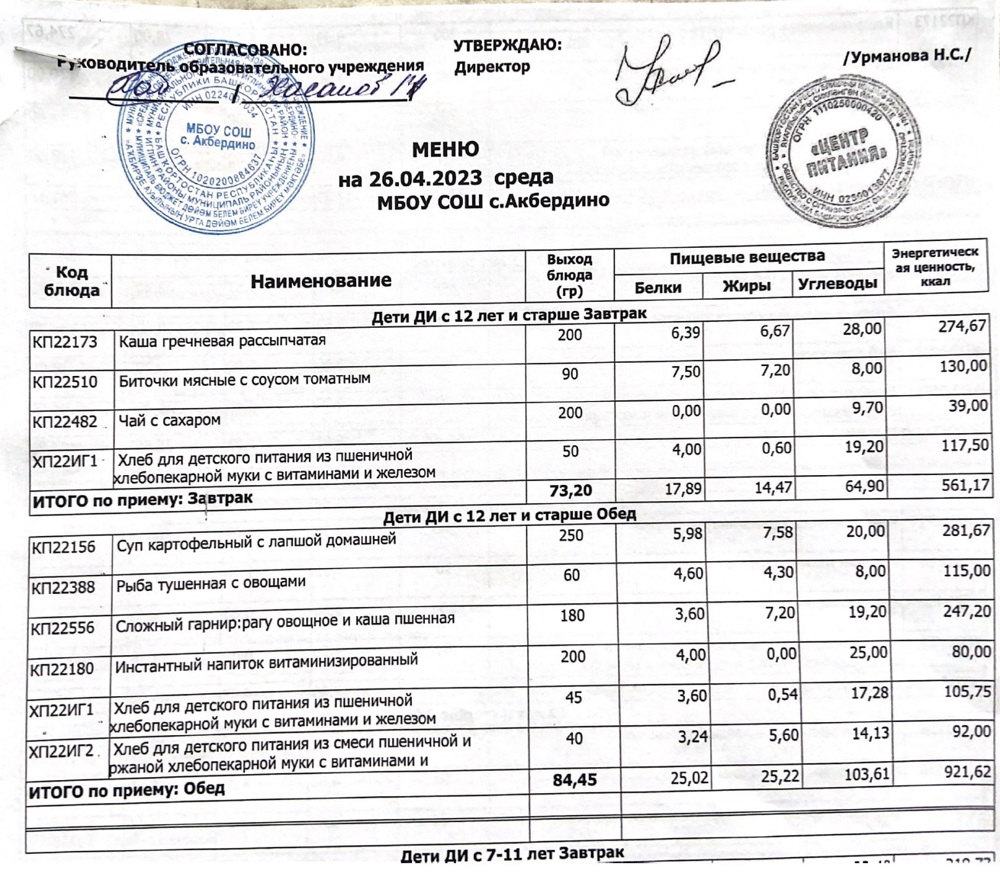 СОГЛАСОВАНО:
Руководитель образовательного учреждения
УТВЕРЖДАЮ:
Директор
/Урманова Н.С./
МБОУ СОШ
с. Акбердино
«ЦЕНТР
ПИТАНИЯ»
ОГРН 1110250000420
МЕНЮ
на 26.04.2023 среда
МБОУ СОШ с.Акбердино
Код блюда Наименование Выход блюда (гр) Пищевые вещества Энергетическ ая ценность, ккал
Белки Жиры Углеводы
Дети ДИ с 12 лет и старше Завтрак
КП22173 Каша гречневая рассыпчатая 200 6,39 6,67 28,00 274,67
КП22510 Биточки мясные с соусом томатным 90 7,50 7,20 8,00 130,00
КП22482 Чай с сахаром 200 0,00 0,00 9,70 39,00
ХП22ИГ1 Хлеб для детского питания из пшеничной 50 4,00 0,60 19,20 117,50
хлебопекарной муки с витаминами и железом
ИТОГО по приему: Завтрак 73,20 17,89 14,47 64,90 561,17
Дети ДИ с 12 лет и старше Обед
КП22156 Суп картофельный с лапшой домашней 250 5,98 7,58 20,00 281,67
КП22388 Рыба тушенная с овощами 60 4,60 4,30 8,00 115,00
КП22556 Сложный гарнир:рагу овощное и каша пшенная 180 3,60 7,20 19,20 247,20
КП22180 Инстантный напиток витаминизированный 200 4,00 0,00 25,00 80,00
ХП22ИГ1 Хлеб для детского питания из пшеничной 45 3,60 0,54 17,28 105,75
хлебопекарной муки с витаминами и железом
ХП22ИГ2 Хлеб для детского питания из смеси пшеничной и 40 3,24 5,60 14,13 92,00
ржаной хлебопекарной муки с витаминами и
ИТОГО по приему: Обед 84,45 25,02 25,22 103,61 921,62
Дети ДИ с 7-11 лет Завтрак